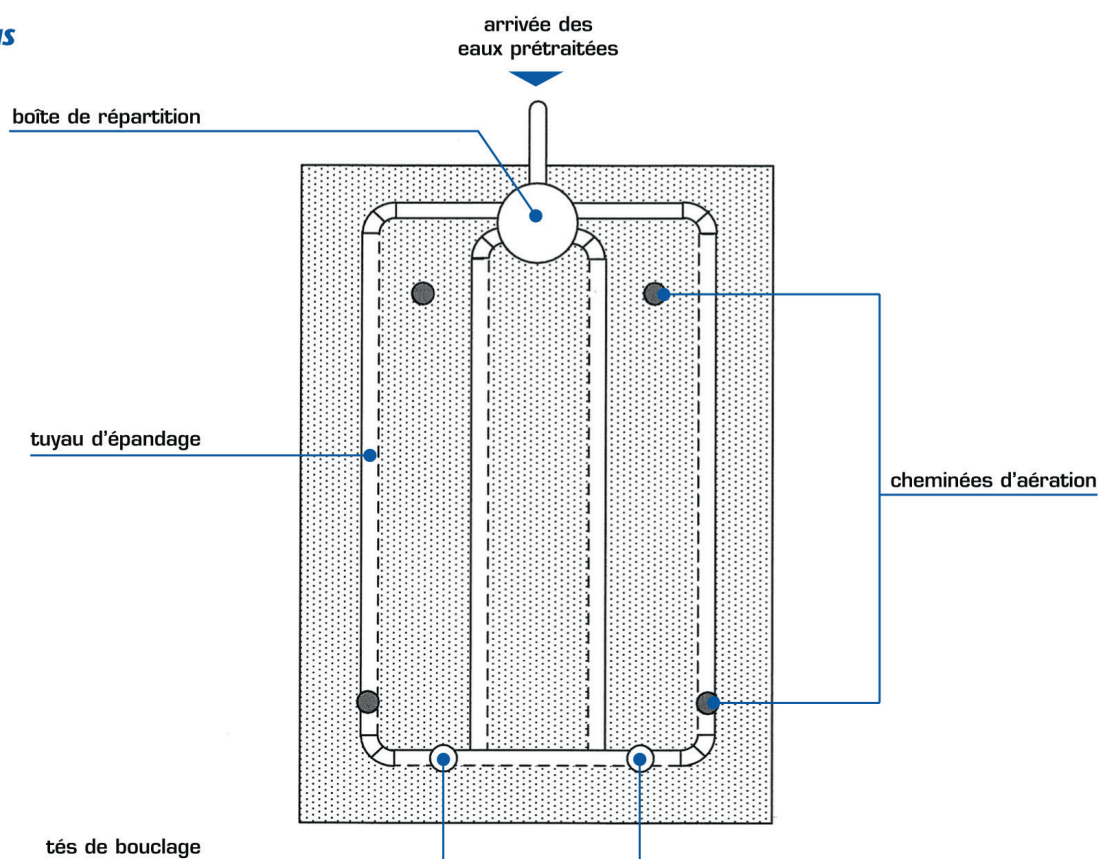 arrivée des
eaux prétraitées
boîte de répartition
tuyau d'épandage
cheminées d'aération
tés de bouclage